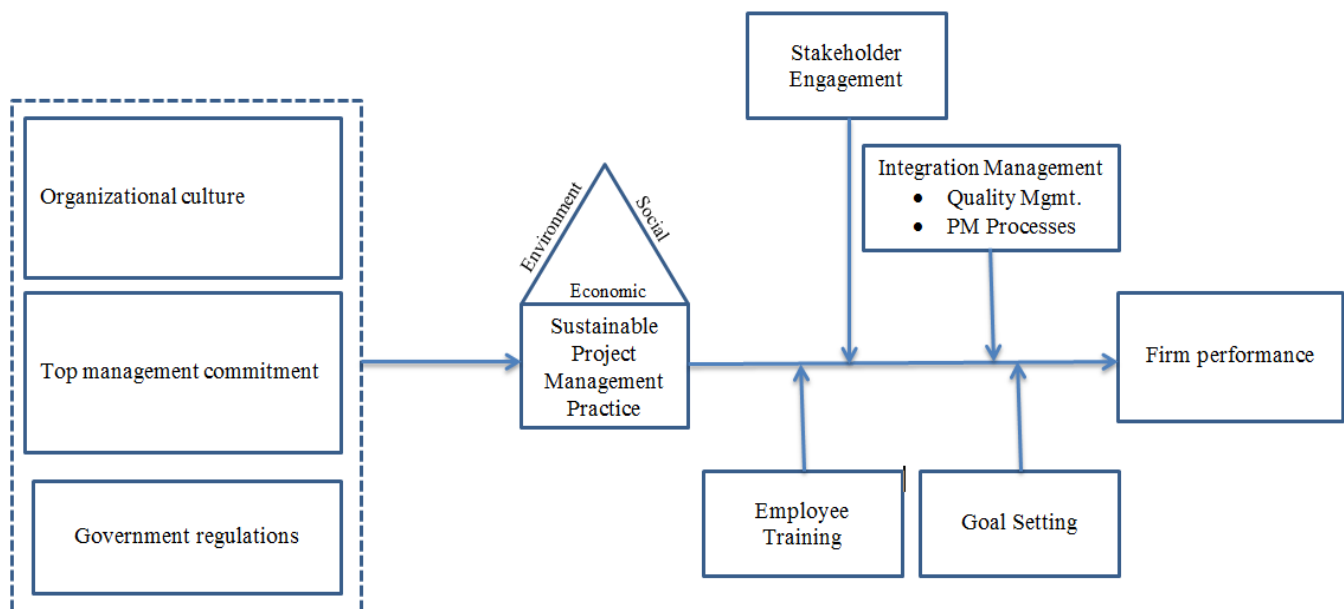 Stakeholder
Engagement
Organizational culture
Integration Management
• Quality Mgmt.
• PM Processes
Environment
Social
Economic
Sustainable
Project
Management
Practice
Top management commitment
Firm performance
Government regulations
Employee
Training
Goal Setting